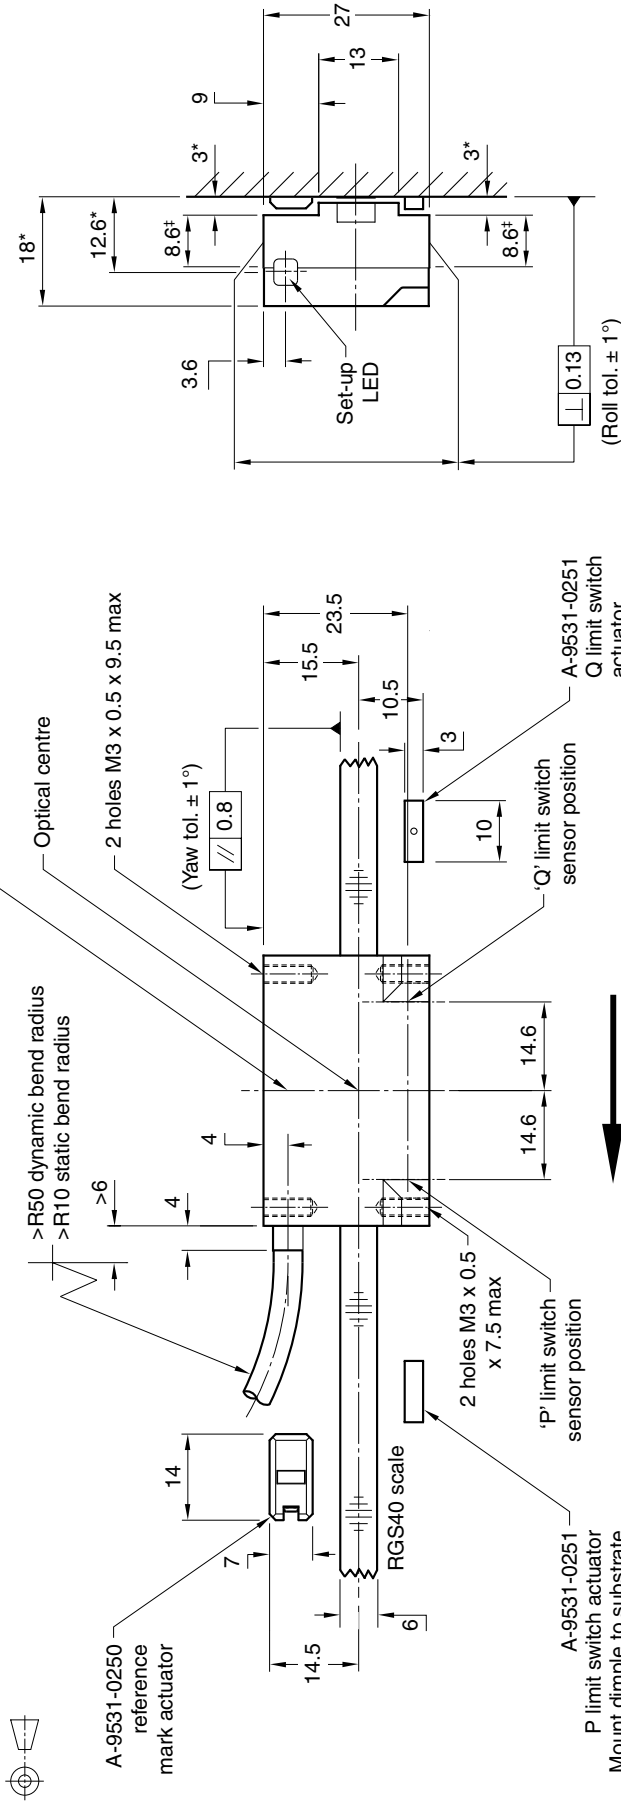 >R50 dynamic bend radius
>R10 static bend radius
>6
4
4
Optical centre
2 holes M3 x 0.5 x 9.5 max
(Yaw tol. ± 1°)
// 0.8
15.5
23.5
10.5
3
10
A-9531-0251
Q limit switch
actuator
‘Q’ limit switch
sensor position
14.6
14.6
2 holes M3 x 0.5
x 7.5 max
‘P’ limit switch
sensor position
A-9531-0251
P limit switch actuator
Mount dimple to substrate
RGS40 scale
6
14.5
7
14
A-9531-0250
reference
mark actuator
18*
12.6*
8.6‡
3*
9
27
13
3*
8.6‡
3.6
Set-up
LED
⊥ 0.13
(Roll tol. ± 1°)